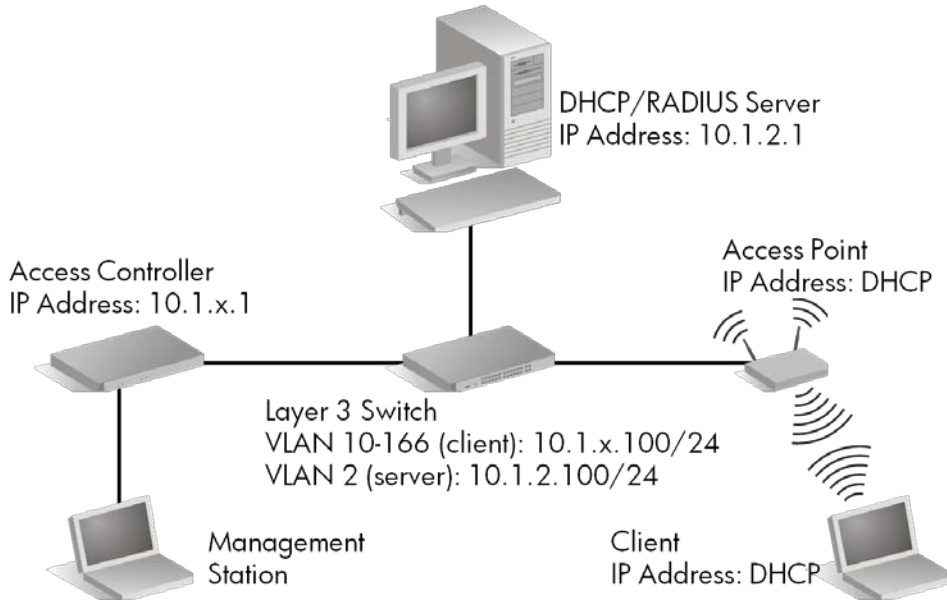 DHCP/RADIUS Server
IP Address: 10.1.2.1
Access Controller
IP Address: 10.1.x.1
Access Point
IP Address: DHCP
Layer 3 Switch
VLAN 10-166 (client): 10.1.x.100/24
VLAN 2 (server): 10.1.2.100/24
Management
Station
Client
IP Address: DHCP